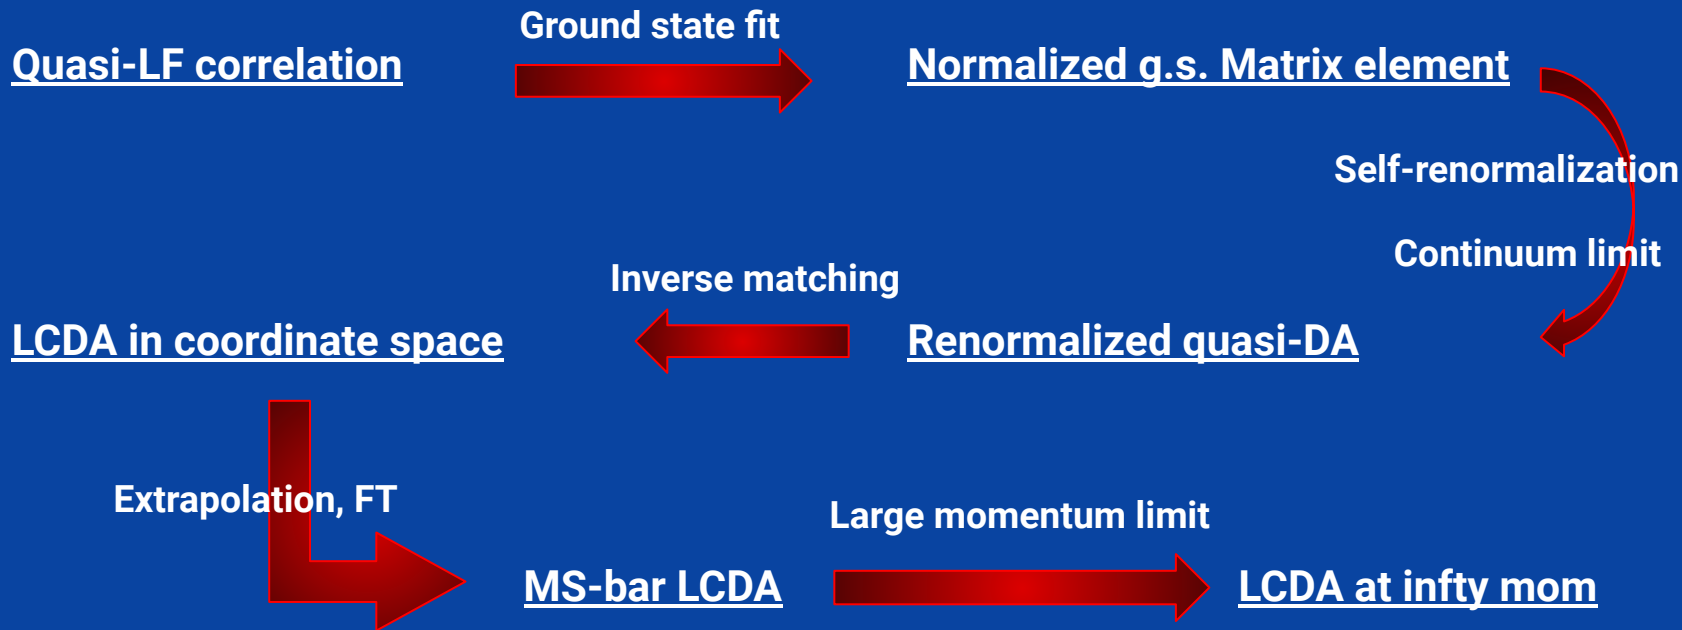 Ground state fit
Quasi-LF correlation
Normalized g.s. Matrix element
Self-renormalization
Continuum limit
Inverse matching
LCDA in coordinate space
Renormalized quasi-DA
Extrapolation, FT
Large momentum limit
MS-bar LCDA
LCDA at infty mom